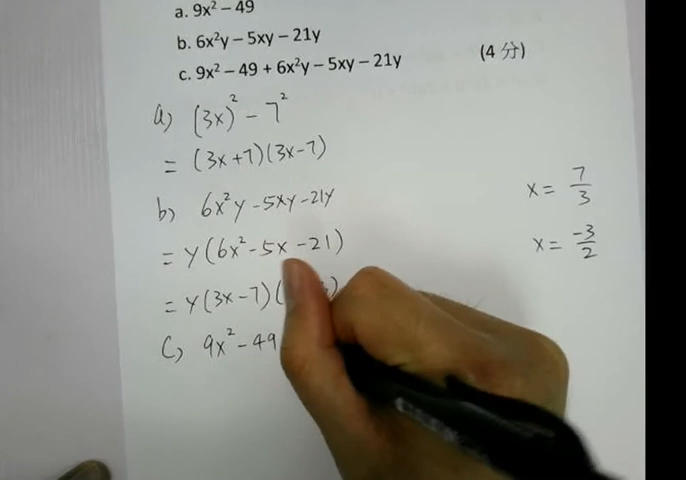 a. 9x² – 49
b. 6x²y – 5xy – 21y
c. 9x² – 49 + 6x²y – 5xy – 21y (4 分)
a) (3x)² - 7²
= (3x+7)(3x-7)
b) 6x²y - 5xy - 21y
x = 7/3
= y(6x² - 5x - 21)
x = -3/2
= y(3x - 7)(
c) 9x² - 49